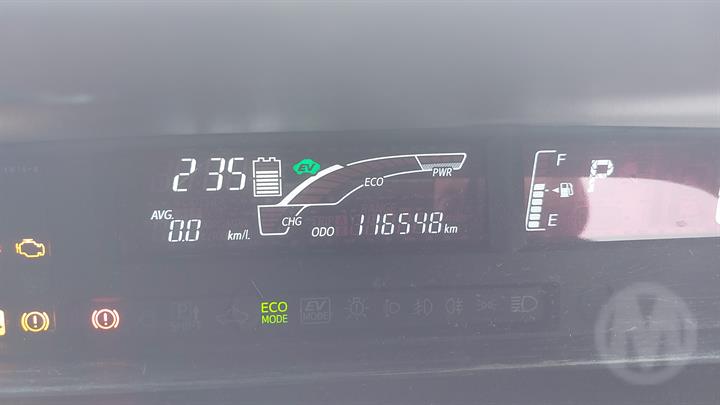 F
P
2:35
EV
PWR
ECO
AVG.
0.0 km/l.
CHG
ODO 116548 km
E
ECO MODE
EV MODE
M